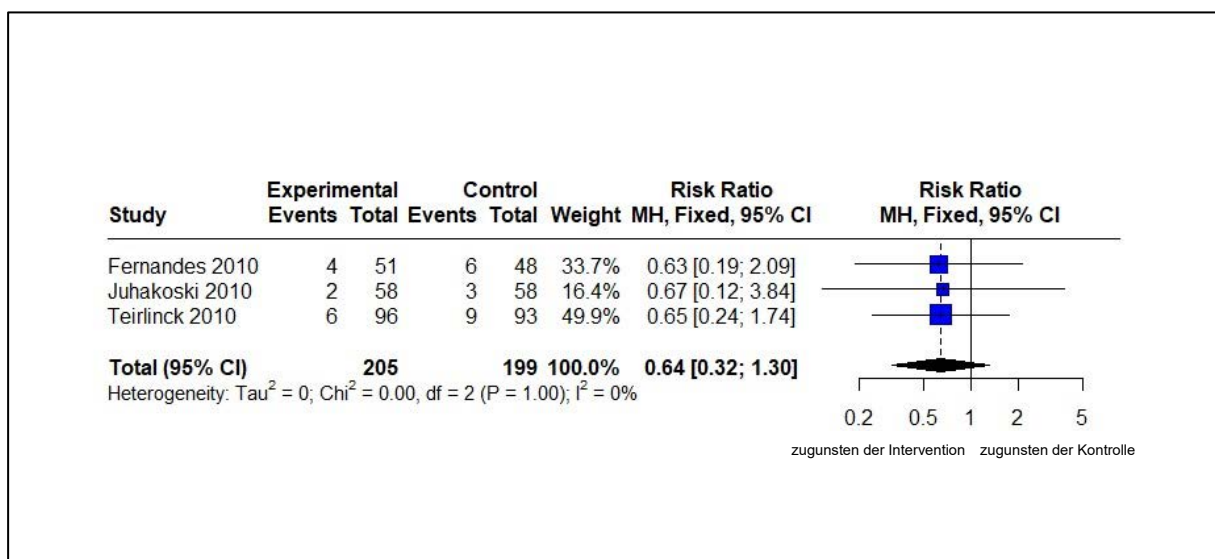 Experimental Control Risk Ratio Risk Ratio
Study Events Total Events Total Weight MH, Fixed, 95% CI MH, Fixed, 95% CI
Fernandes 2010 4 51 6 48 33.7% 0.63 [0.19; 2.09]
Juhakoski 2010 2 58 3 58 16.4% 0.67 [0.12; 3.84]
Teirlinck 2010 6 96 9 93 49.9% 0.65 [0.24; 1.74]
Total (95% CI) 205 199 100.0% 0.64 [0.32; 1.30]
Heterogeneity: Tau² = 0; Chi² = 0.00, df = 2 (P = 1.00); I² = 0%
0.2 0.5 1 2 5
zugunsten der Intervention zugunsten der Kontrolle